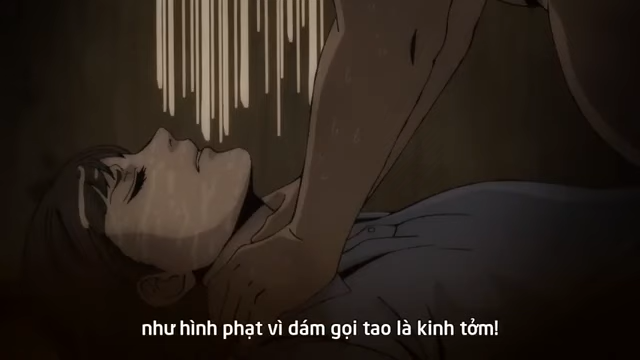 như hình phạt vì dám gọi tao là kinh tởm!